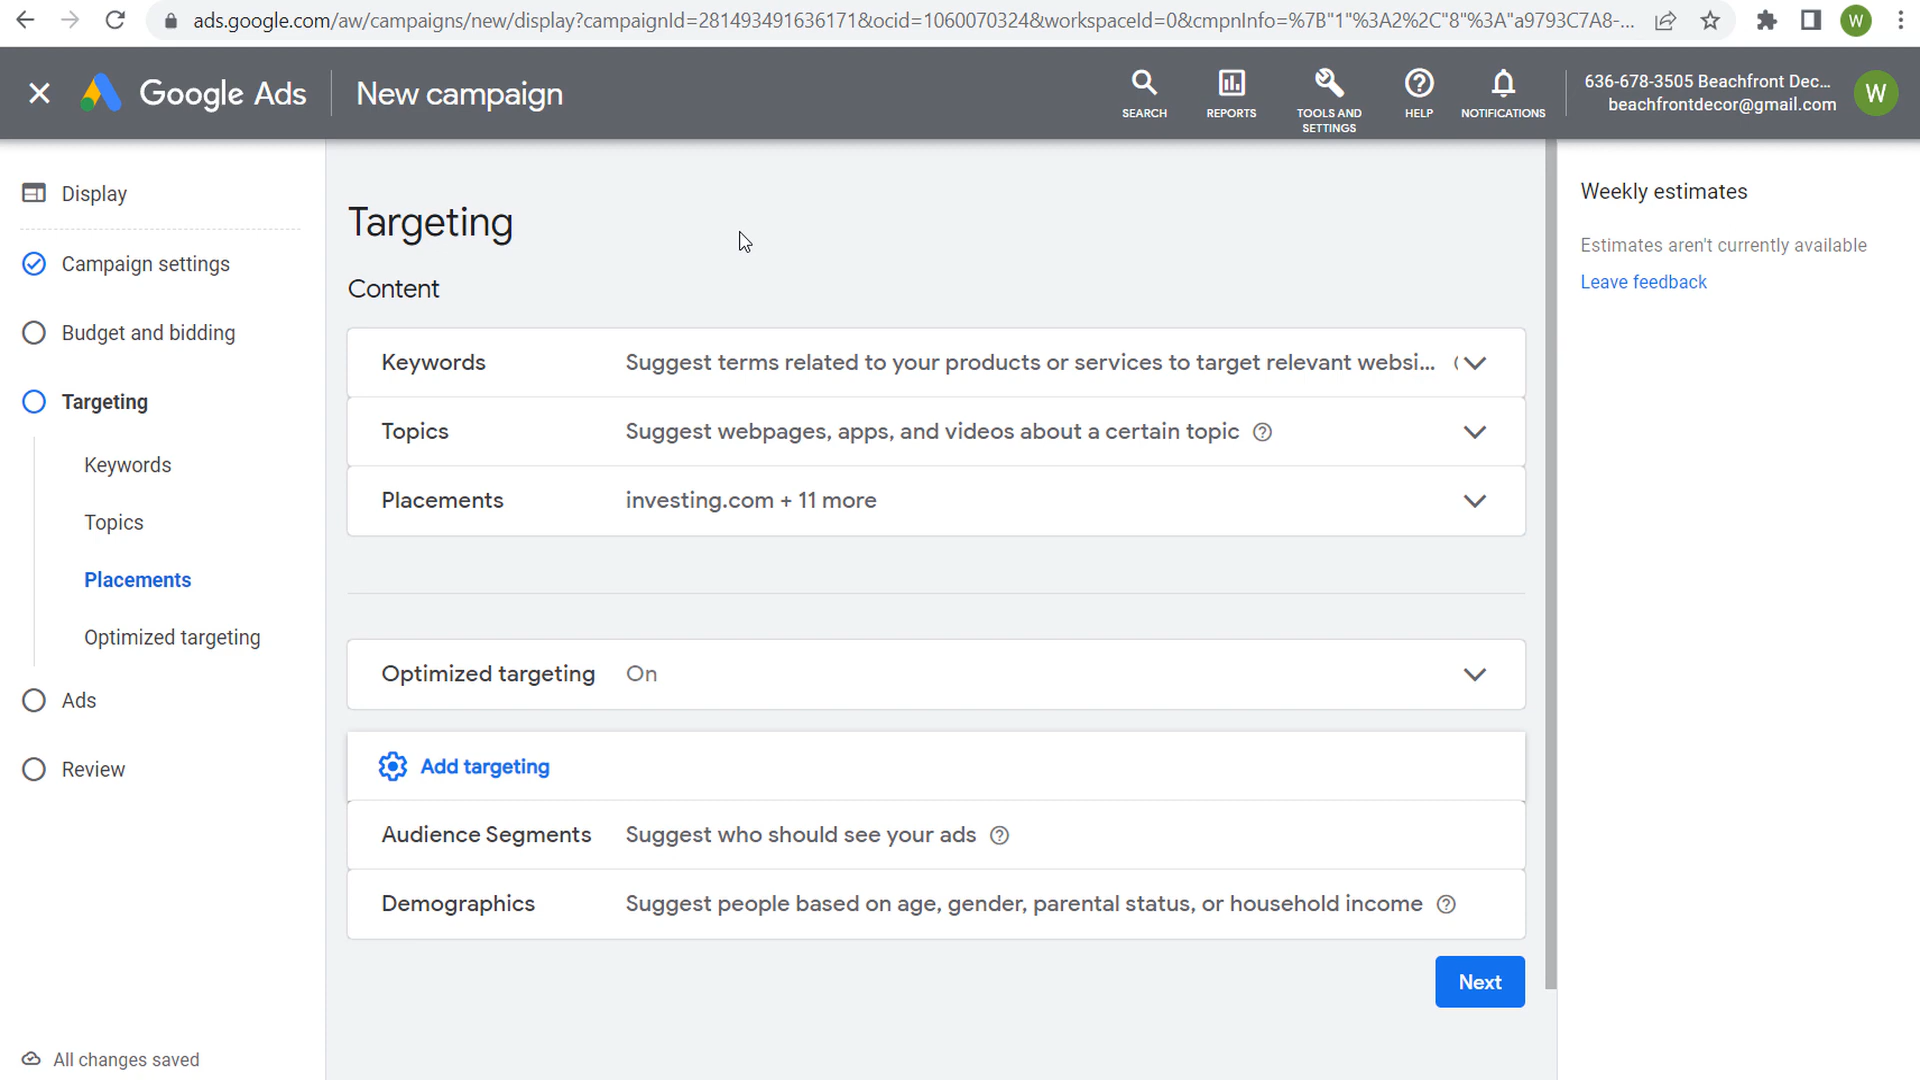 ads.google.com/aw/campaigns/new/display?campaignId=281493491636171&ocid=1060070324&workspaceId=0&cmpnInfo=%7B"1"%3A2%2C"8"%3A"a9793C7A8-...
W
Google Ads
New campaign
SEARCH
REPORTS
TOOLS AND
SETTINGS
HELP
NOTIFICATIONS
636-678-3505 Beachfront Dec...
beachfrontdecor@gmail.com
W
Display
Campaign settings
Budget and bidding
Targeting
Keywords
Topics
Placements
Optimized targeting
Ads
Review
All changes saved
Targeting
Content
Keywords Suggest terms related to your products or services to target relevant websi...
Topics Suggest webpages, apps, and videos about a certain topic
Placements investing.com + 11 more
Optimized targeting On
Add targeting
Audience Segments Suggest who should see your ads
Demographics Suggest people based on age, gender, parental status, or household income
Next
Weekly estimates
Estimates aren't currently available
Leave feedback